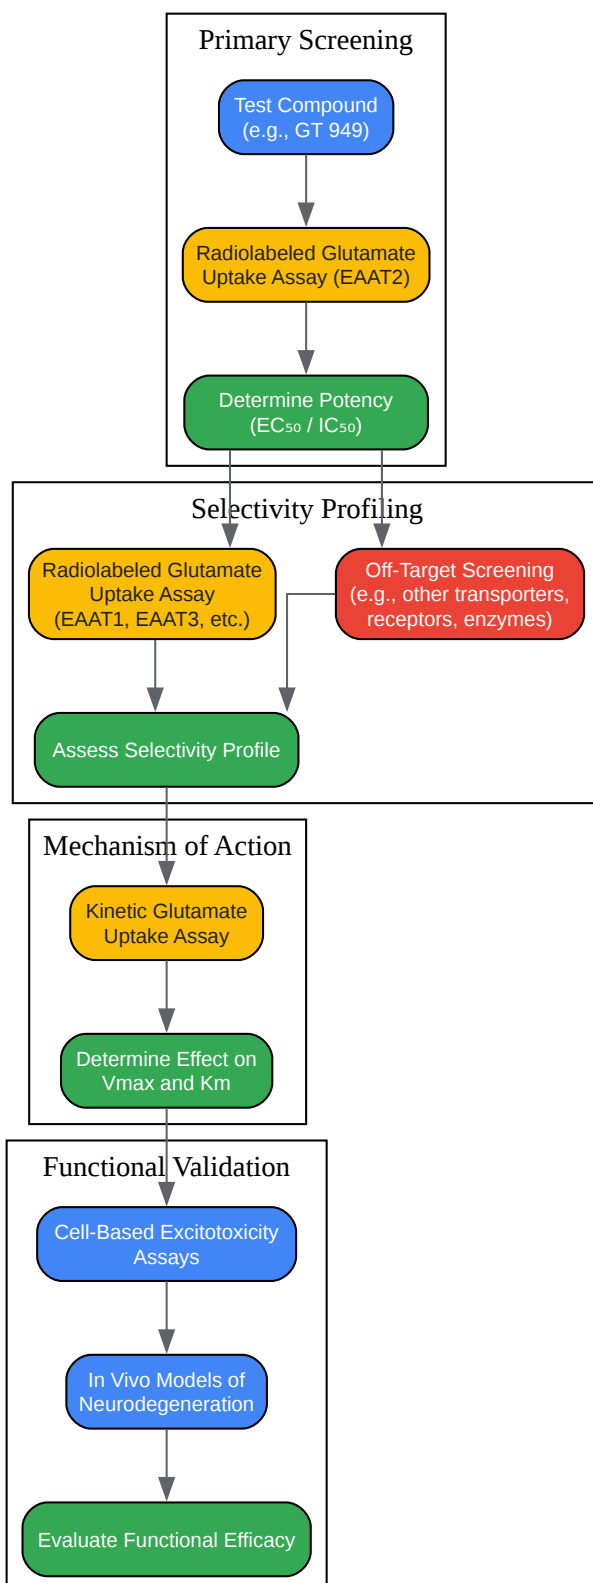 Primary Screening
Test Compound
(e.g., GT 949)
Radiolabeled Glutamate
Uptake Assay (EAAT2)
Determine Potency
(EC₅₀ / IC₅₀)
Selectivity Profiling
Radiolabeled Glutamate
Uptake Assay
(EAAT1, EAAT3, etc.)
Off-Target Screening
(e.g., other transporters,
receptors, enzymes)
Assess Selectivity Profile
Mechanism of Action
Kinetic Glutamate
Uptake Assay
Determine Effect on
Vmax and Km
Functional Validation
Cell-Based Excitotoxicity
Assays
In Vivo Models of
Neurodegeneration
Evaluate Functional Efficacy